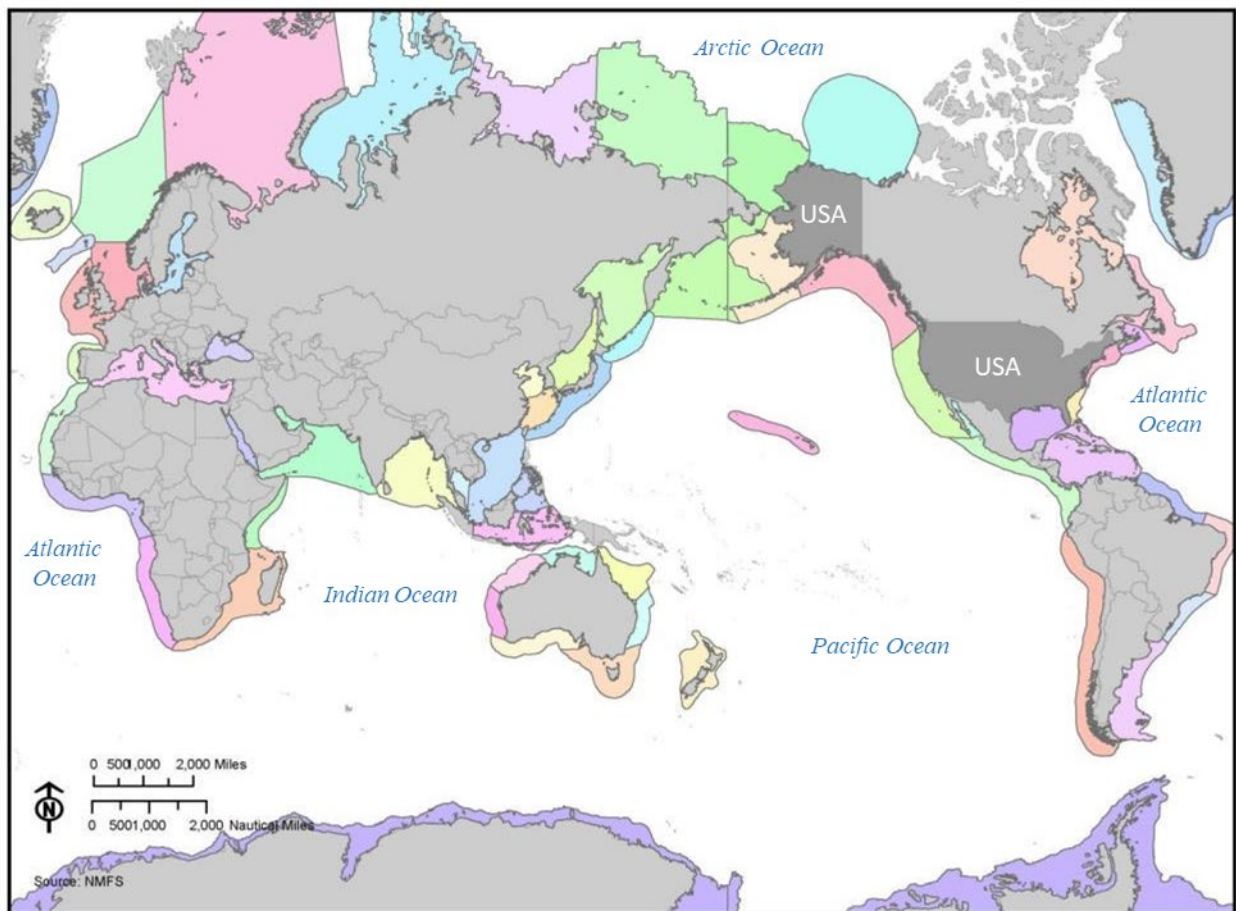 Arctic Ocean
USA
USA
Atlantic
Ocean
Atlantic
Ocean
Indian Ocean
Pacific Ocean
0 500 1,000 2,000 Miles
N
0 500 1,000 2,000 Nautical Miles
Source: NMFS